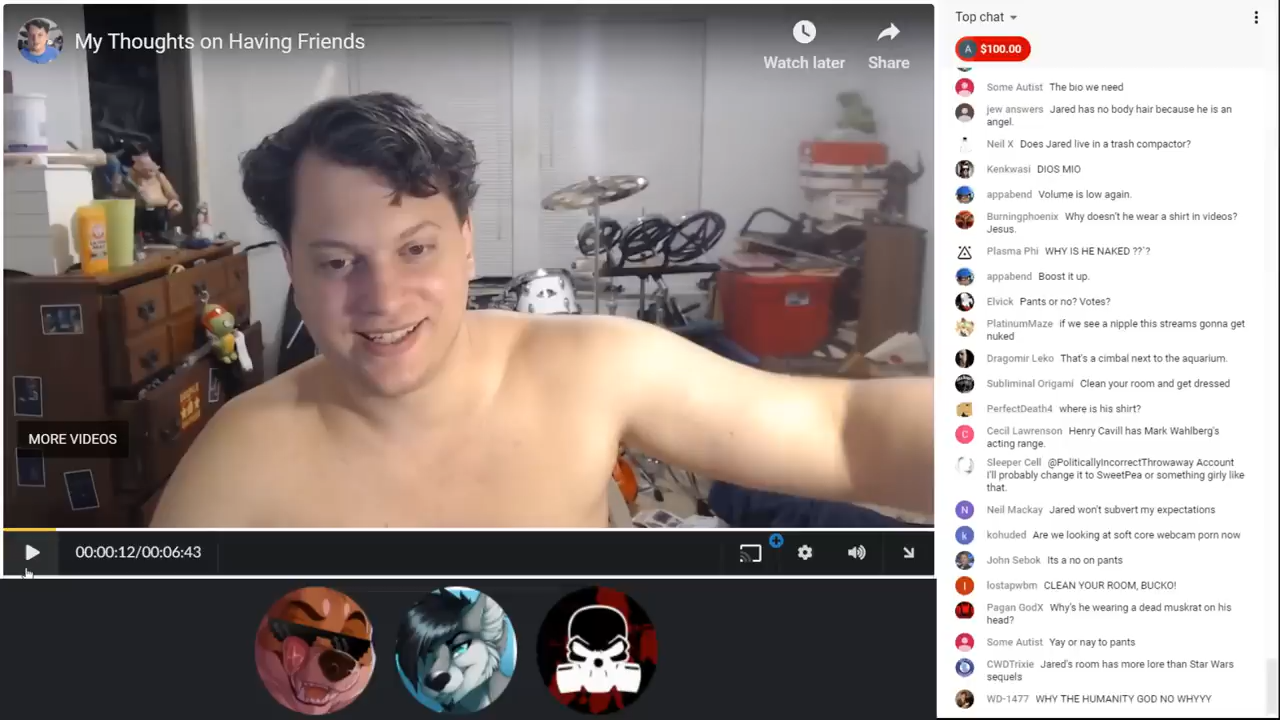 My Thoughts on Having Friends
Watch later
Share
MORE VIDEOS
00:00:12/00:06:43
Top chat
A $100.00
Some Autist The bio we need
jew answers Jared has no body hair because he is an
angel.
Neil X Does Jared live in a trash compactor?
Kenkwasi DIOS MIO
appabend Volume is low again.
Burningphoenix Why doesn't he wear a shirt in videos?
Jesus.
Plasma Phi WHY IS HE NAKED ??`?
appabend Boost it up.
Elvick Pants or no? Votes?
PlatinumMaze if we see a nipple this streams gonna get
nuked
Dragomir Leko That's a cimbal next to the aquarium.
Subliminal Origami Clean your room and get dressed
PerfectDeath4 where is his shirt?
C Cecil Lawrenson Henry Cavill has Mark Wahlberg's
acting range.
Sleeper Cell @PoliticallyIncorrectThrowaway Account
I'll probably change it to SweetPea or something girly like
that.
N Neil Mackay Jared won't subvert my expectations
k kohuded Are we looking at soft core webcam porn now
John Sebok Its a no on pants
l lostapwbm CLEAN YOUR ROOM, BUCKO!
Pagan GodX Why's he wearing a dead muskrat on his
head?
Some Autist Yay or nay to pants
CWDTrixie Jared's room has more lore than Star Wars
sequels
WD-1477 WHY THE HUMANITY GOD NO WHYYY